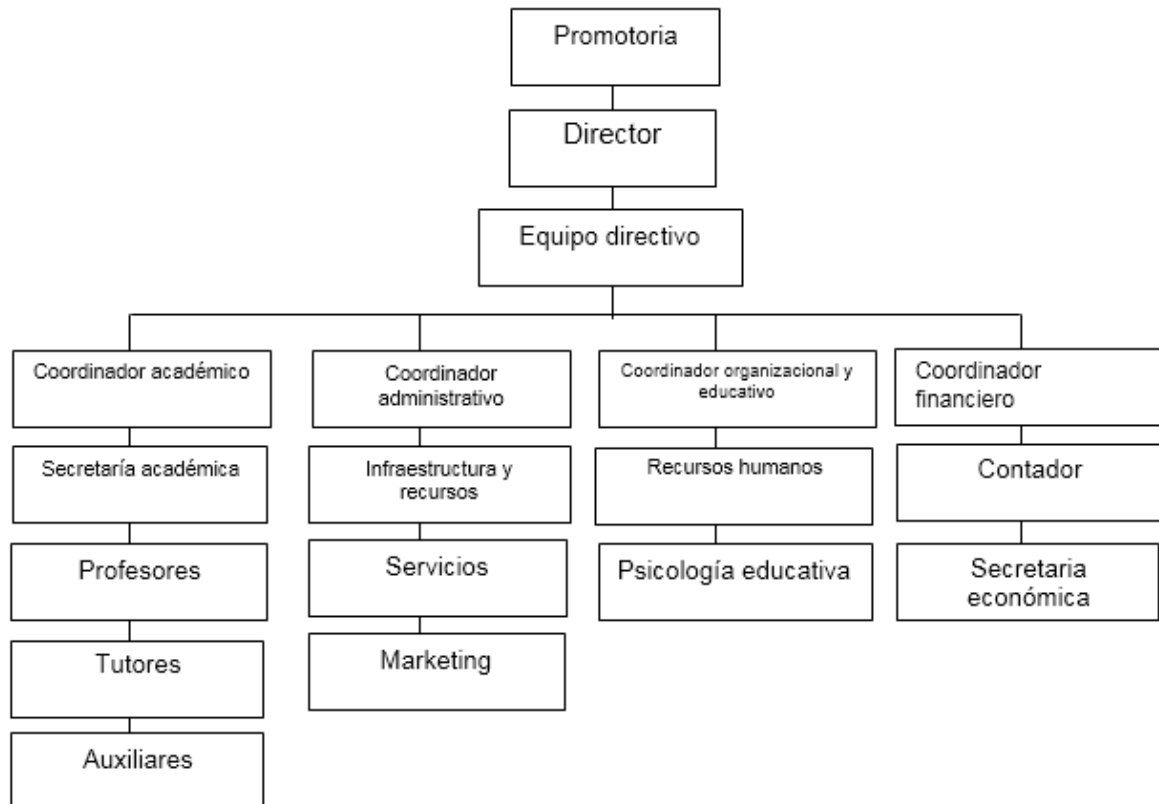 Promotoria
Director
Equipo directivo
Coordinador académico
Coordinador
administrativo
Coordinador organizacional y
educativo
Coordinador
financiero
Secretaría académica
Infraestructura y
recursos
Recursos humanos
Contador
Profesores
Servicios
Psicología educativa
Secretaria
económica
Tutores
Marketing
Auxiliares